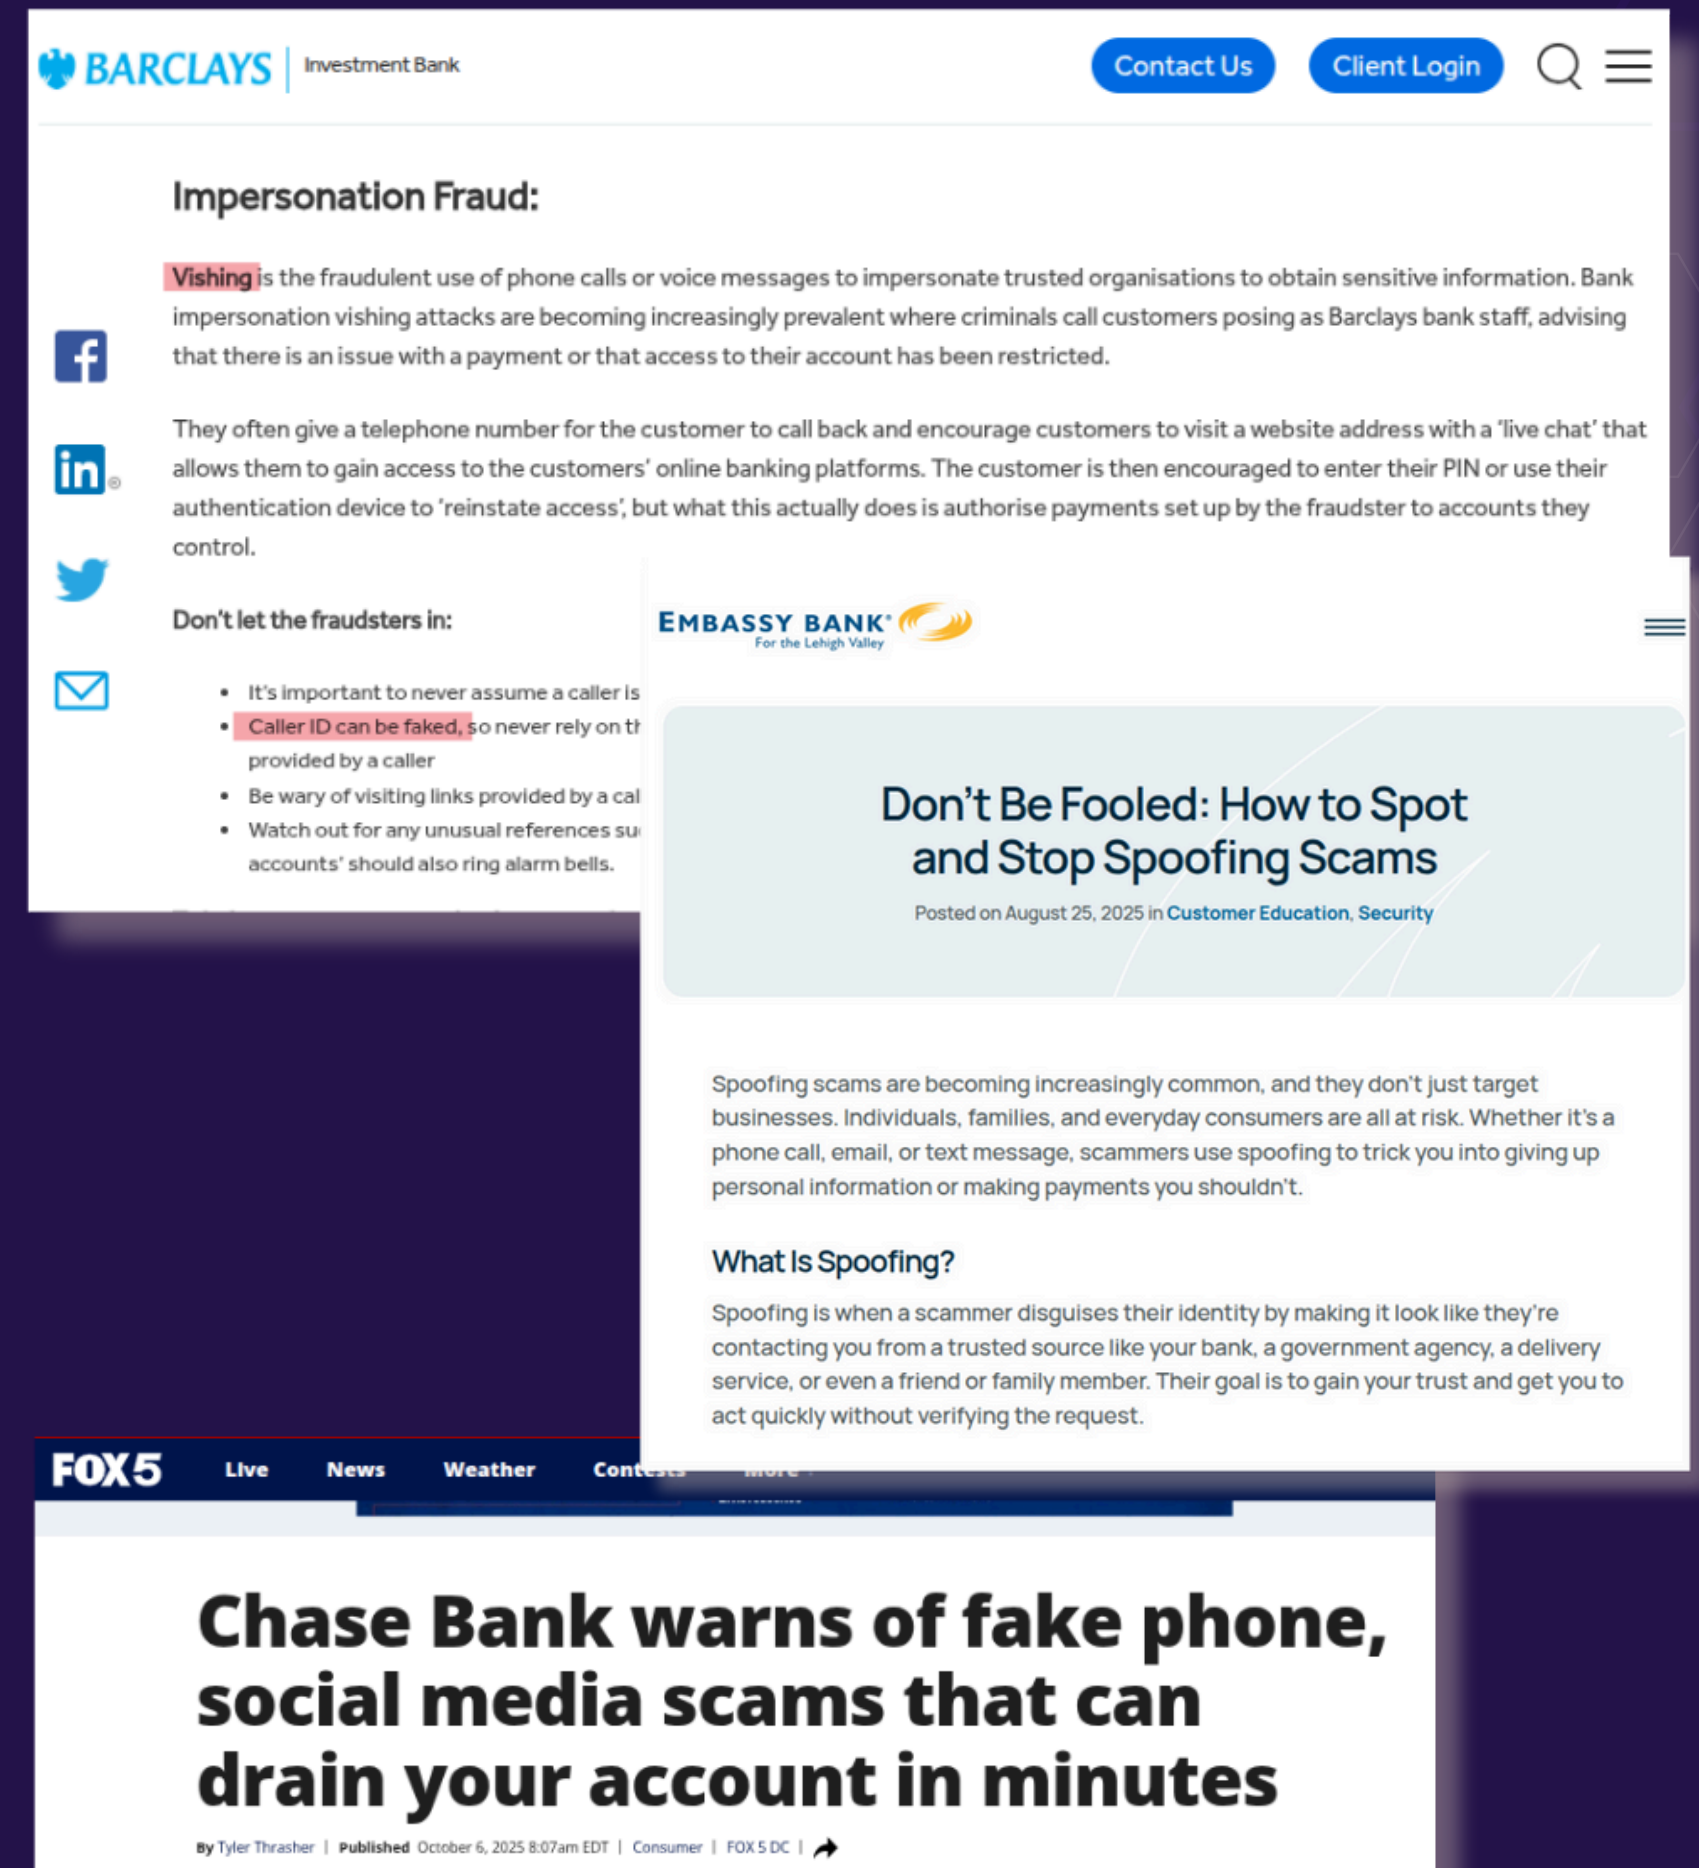 BARCLAYS
Investment Bank
Contact Us
Client Login
Impersonation Fraud:
Vishing is the fraudulent use of phone calls or voice messages to impersonate trusted organisations to obtain sensitive information. Bank
impersonation vishing attacks are becoming increasingly prevalent where criminals call customers posing as Barclays bank staff, advising
that there is an issue with a payment or that access to their account has been restricted.
They often give a telephone number for the customer to call back and encourage customers to visit a website address with a 'live chat' that
allows them to gain access to the customers' online banking platforms. The customer is then encouraged to enter their PIN or use their
authentication device to 'reinstate access', but what this actually does is authorise payments set up by the fraudster to accounts they
control.
Don't let the fraudsters in:
• It's important to never assume a caller is
• Caller ID can be faked, so never rely on
provided by a caller
• Be wary of visiting links provided by a
• Watch out for any unusual references
accounts' should also ring alarm bells.
EMBASSY BANK®
For the Lehigh Valley
Don't Be Fooled: How to Spot
and Stop Spoofing Scams
Posted on August 25, 2025 in Customer Education, Security
Spoofing scams are becoming increasingly common, and they don't just target
businesses. Individuals, families, and everyday consumers are all at risk. Whether it's a
phone call, email, or text message, scammers use spoofing to trick you into giving up
personal information or making payments you shouldn't.
What Is Spoofing?
Spoofing is when a scammer disguises their identity by making it look like they're
contacting you from a trusted source like your bank, a government agency, a delivery
service, or even a friend or family member. Their goal is to gain your trust and get you to
act quickly without verifying the request.
FOX 5 Live News Weather Contests More
Chase Bank warns of fake phone,
social media scams that can
drain your account in minutes
By Tyler Thrasher | Published October 6, 2025 8:07am EDT | Consumer | FOX 5 DC |